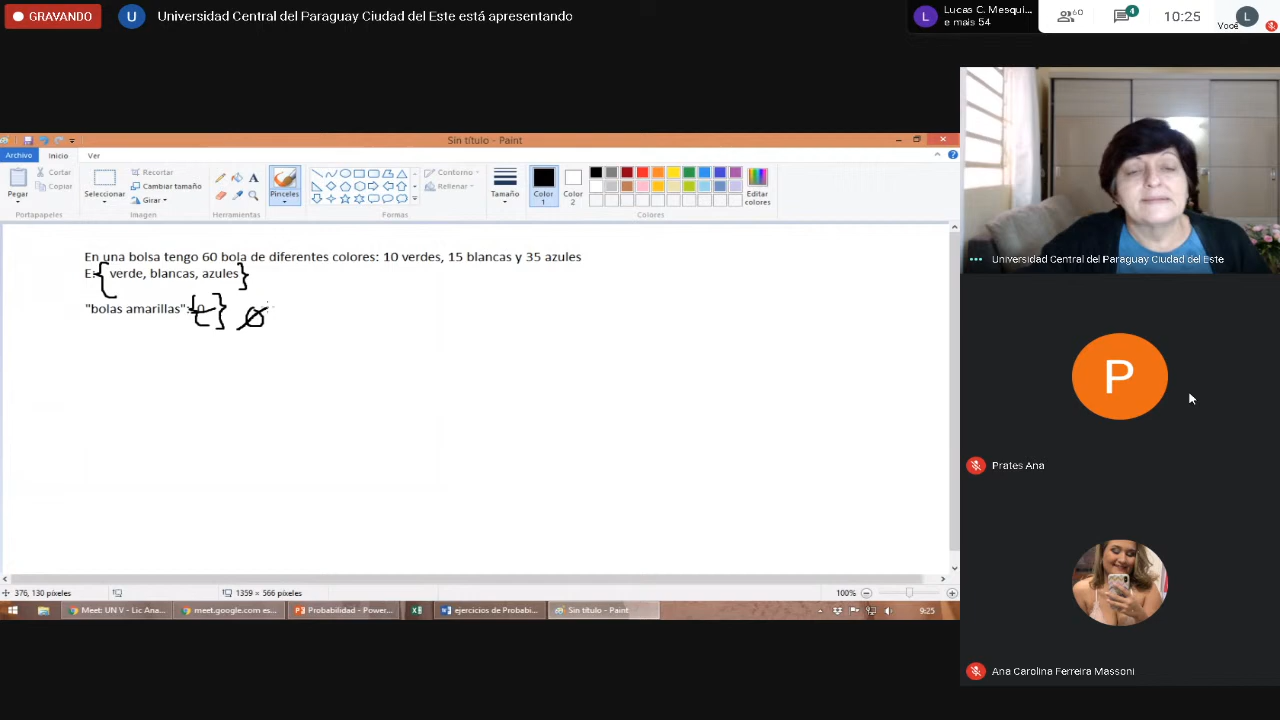 GRAVANDO
U
Universidad Central del Paraguay Ciudad del Este está apresentando
L
Lucas C. Mesqui...
e mais 54
60
4
10:25
Você
L
Sin título - Paint
Archivo
Inicio
Ver
Pegar
Cortar
Copiar
Portapapeles
Seleccionar
Recortar
Cambiar tamaño
Girar
Imagen
A
Herramientas
Pinceles
Contorno
Rellenar
Formas
Tamaño
Color
1
Color
2
Editar
colores
Colores
En una bolsa tengo 60 bola de diferentes colores: 10 verdes, 15 blancas y 35 azules
E:{ verde, blancas, azules}
"bolas amarillas": { } ∅
376, 130 píxeles
1359 × 566 píxeles
100%
Meet: UN V - Lic Ana...
meet.google.com es...
Probabilidad - Power...
ejercicios de Probabi...
Sin título - Paint
9:25
Universidad Central del Paraguay Ciudad del Este
P
Prates Ana
Ana Carolina Ferreira Massoni